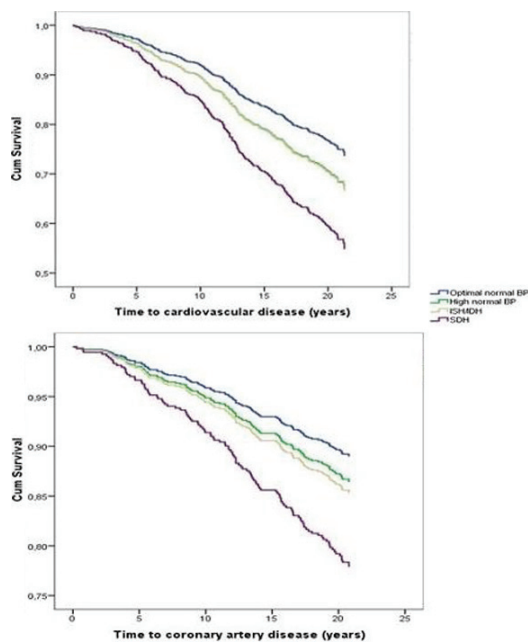 1,0
0,9
0,8
0,7
0,6
0,5
Cum Survival
0 5 10 15 20 25
Time to cardiovascular disease (years)
Optimal normal BP
High normal BP
ISH/IDH
SDH
1,00
0,95
0,90
0,85
0,80
0,75
Cum Survival
0 5 10 15 20 25
Time to coronary artery disease (years)